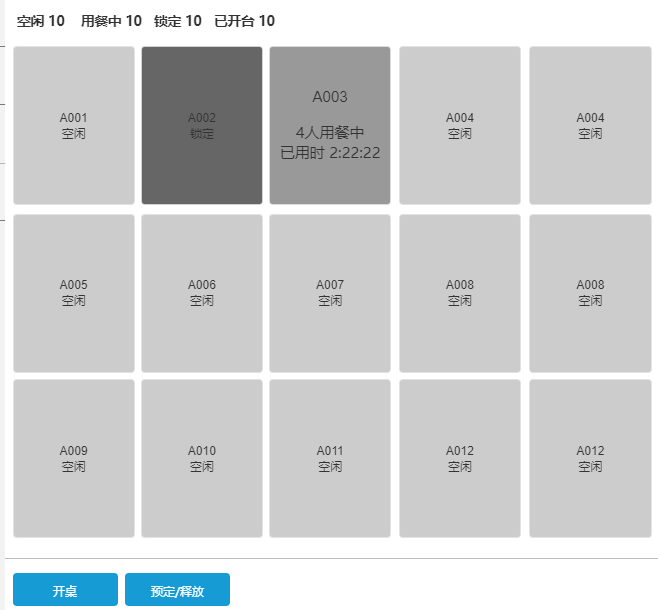 空闲 10 用餐中 10 锁定 10 已开台 10
A001
空闲
A002
锁定
A003
4人用餐中
已用时 2:22:22
A004
空闲
A004
空闲
A005
空闲
A006
空闲
A007
空闲
A008
空闲
A008
空闲
A009
空闲
A010
空闲
A011
空闲
A012
空闲
A012
空闲
开桌
预定/释放